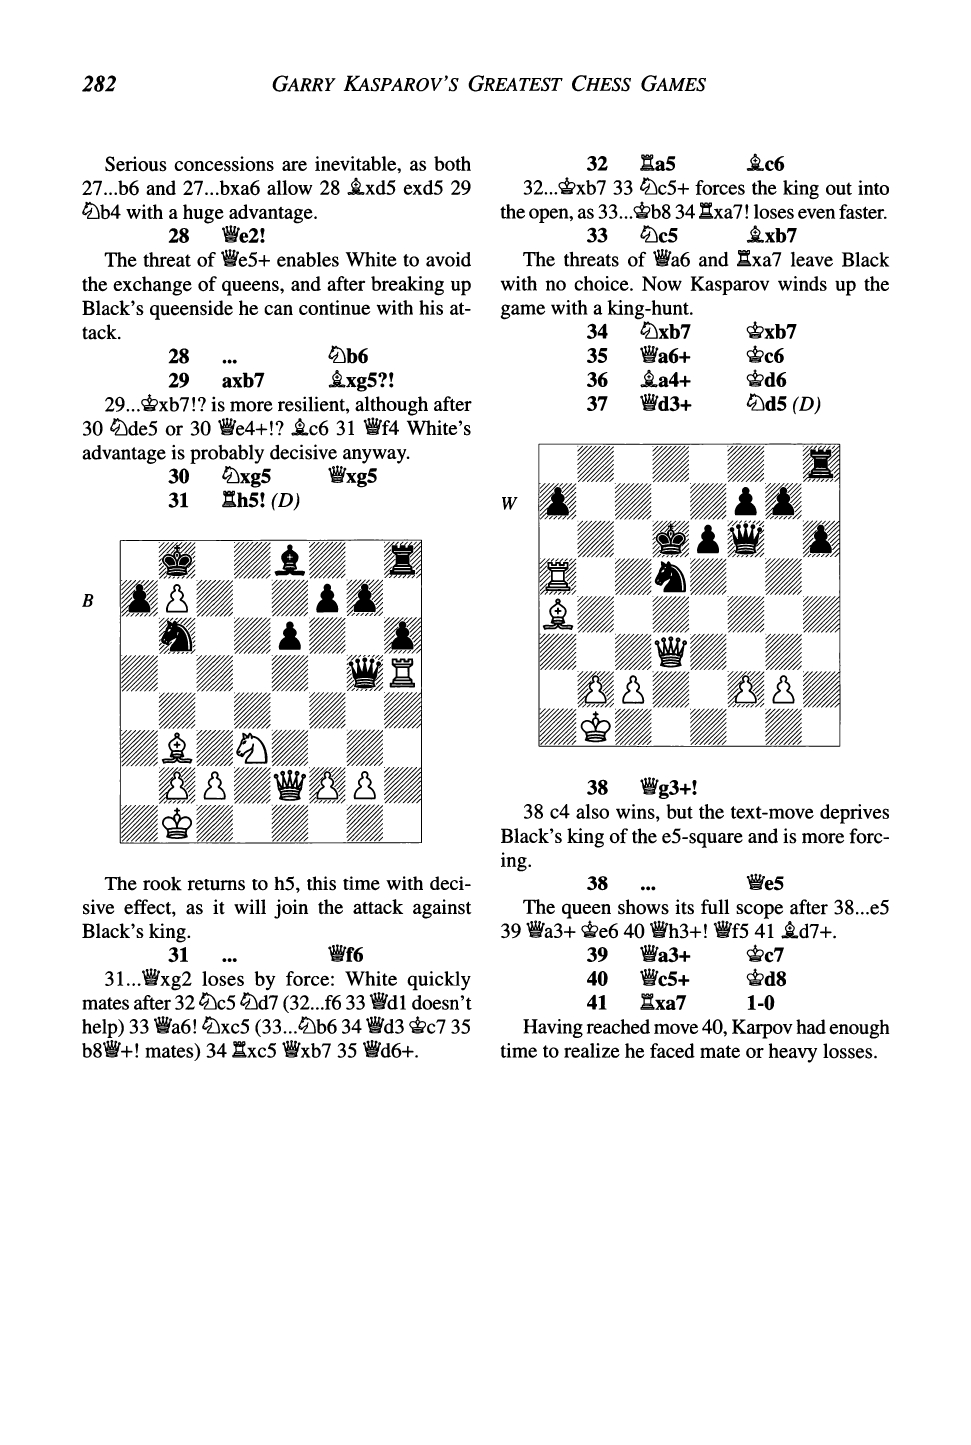 282 GARRY KASPAROV'S GREATEST CHESS GAMES
Serious concessions are inevitable, as both
27...b6 and 27...bxa6 allow 28 ♗xd5 exd5 29
♘b4 with a huge advantage.
28 ♕e2!
The threat of ♕e5+ enables White to avoid
the exchange of queens, and after breaking up
Black's queenside he can continue with his at-
tack.
28 ... ♘b6
29 axb7 ♗xg5?!
29...♔xb7!? is more resilient, although after
30 ♘de5 or 30 ♕e4+!? ♗c6 31 ♕f4 White's
advantage is probably decisive anyway.
30 ♘xg5 ♕xg5
31 ♖h5! (D)
B
The rook returns to h5, this time with deci-
sive effect, as it will join the attack against
Black's king.
31 ... ♕f6
31...♕xg2 loses by force: White quickly
mates after 32 ♘c5 ♘d7 (32...f6 33 ♕d1 doesn't
help) 33 ♕a6! ♘xc5 (33...♘b6 34 ♕d3 ♔c7 35
b8♕+! mates) 34 ♖xc5 ♕xb7 35 ♕d6+.
32 ♖a5 ♗c6
32...♔xb7 33 ♘c5+ forces the king out into
the open, as 33...♔b8 34 ♖xa7! loses even faster.
33 ♘c5 ♗xb7
The threats of ♕a6 and ♖xa7 leave Black
with no choice. Now Kasparov winds up the
game with a king-hunt.
34 ♘xb7 ♔xb7
35 ♕a6+ ♔c6
36 ♗a4+ ♔d6
37 ♕d3+ ♘d5 (D)
W
38 ♕g3+!
38 c4 also wins, but the text-move deprives
Black's king of the e5-square and is more forc-
ing.
38 ... ♕e5
The queen shows its full scope after 38...e5
39 ♕a3+ ♔e6 40 ♕h3+! ♕f5 41 ♗d7+.
39 ♕a3+ ♔c7
40 ♕c5+ ♔d8
41 ♖xa7 1-0
Having reached move 40, Karpov had enough
time to realize he faced mate or heavy losses.